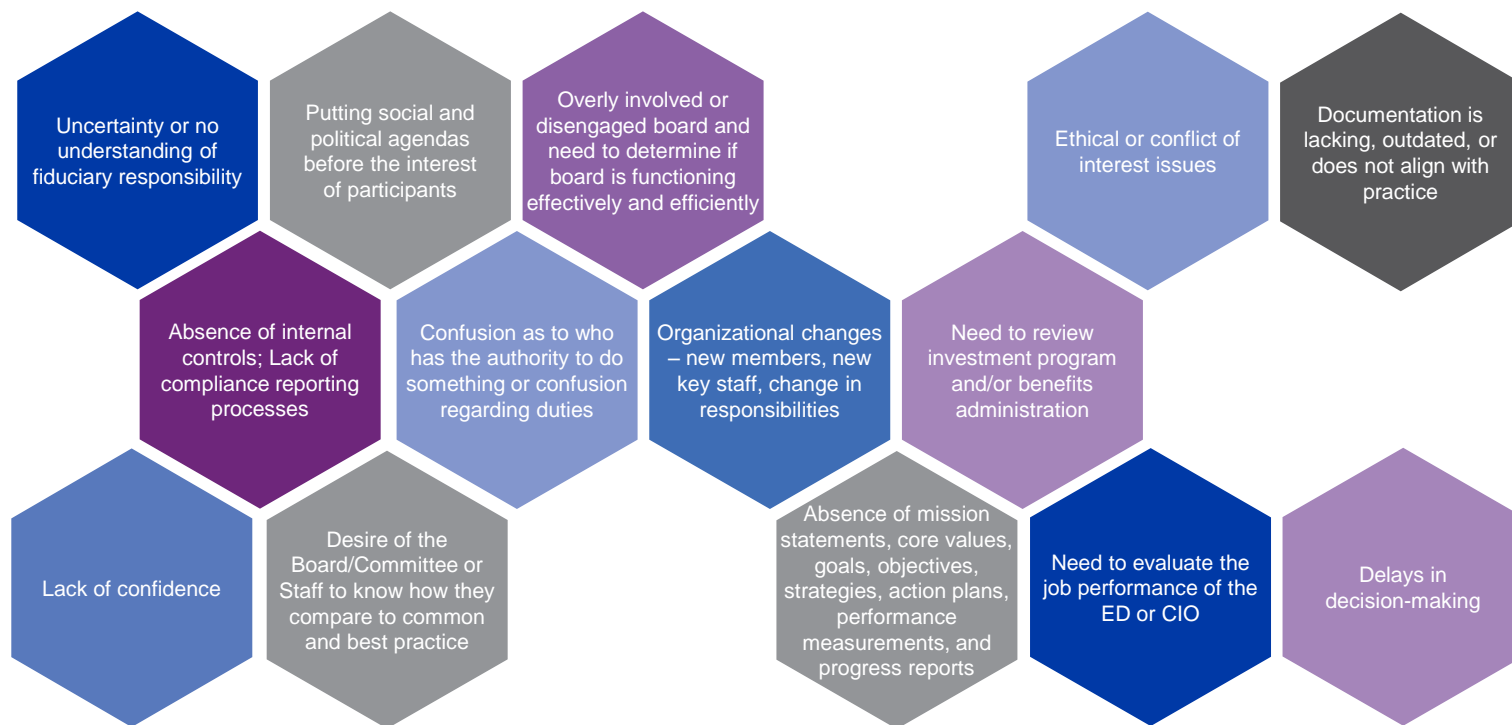 Uncertainty or no
understanding of
fiduciary responsibility
Putting social and
political agendas
before the interest
of participants
Overly involved or
disengaged board and
need to determine if
board is functioning
effectively and efficiently
Ethical or conflict of
interest issues
Documentation is
lacking, outdated, or
does not align with
practice
Absence of internal
controls; Lack of
compliance reporting
processes
Confusion as to who
has the authority to do
something or confusion
regarding duties
Organizational changes
– new members, new
key staff, change in
responsibilities
Need to review
investment program
and/or benefits
administration
Lack of confidence
Desire of the
Board/Committee or
Staff to know how they
compare to common
and best practice
Absence of mission
statements, core values,
goals, objectives,
strategies, action plans,
performance
measurements, and
progress reports
Need to evaluate the
job performance of the
ED or CIO
Delays in
decision-making